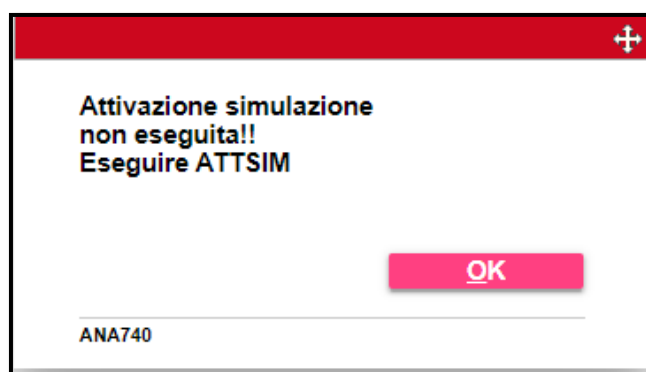 Attivazione simulazione
non eseguita!!
Eseguire ATTSIM
OK
ANA740